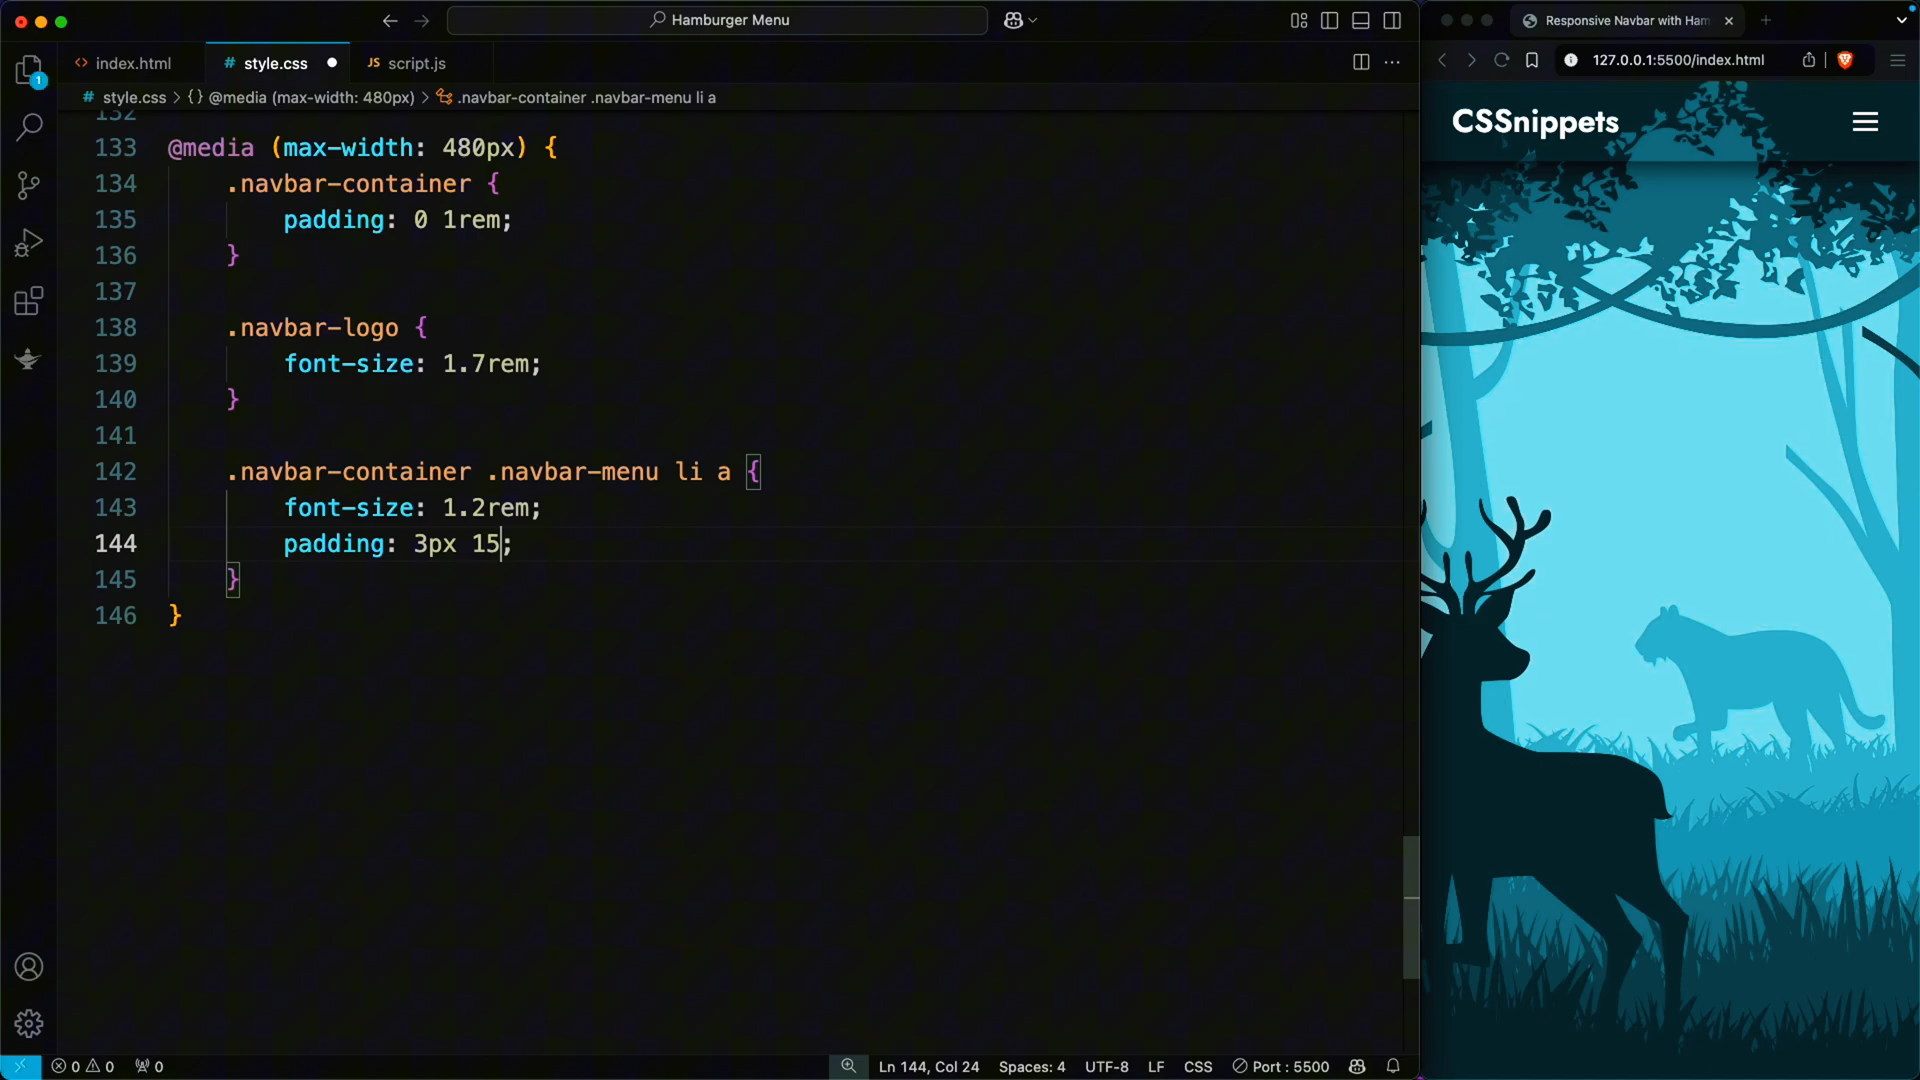 Hamburger Menu
index.html
# style.css
JS script.js
# style.css > {} @media (max-width: 480px) > .navbar-container .navbar-menu li a
132
133 @media (max-width: 480px) {
134 .navbar-container {
135 padding: 0 1rem;
136 }
137
138 .navbar-logo {
139 font-size: 1.7rem;
140 }
141
142 .navbar-container .navbar-menu li a {
143 font-size: 1.2rem;
144 padding: 3px 15;
145 }
146 }
1
0 0 0
Ln 144, Col 24
Spaces: 4
UTF-8
LF
CSS
Port : 5500
Responsive Navbar with Ham
127.0.0.1:5500/index.html
CSSnippets